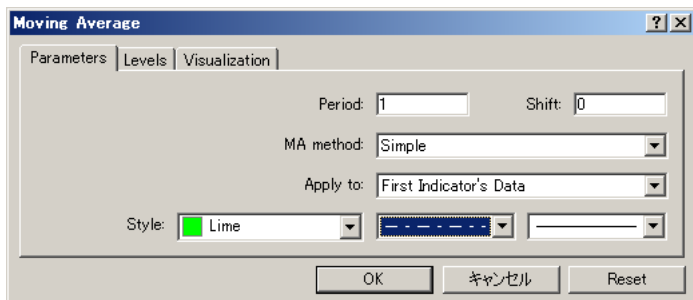 Moving Average
Parameters Levels Visualization
Period: 1 Shift: 0
MA method: Simple
Apply to: First Indicator's Data
Style: Lime
OK キャンセル Reset